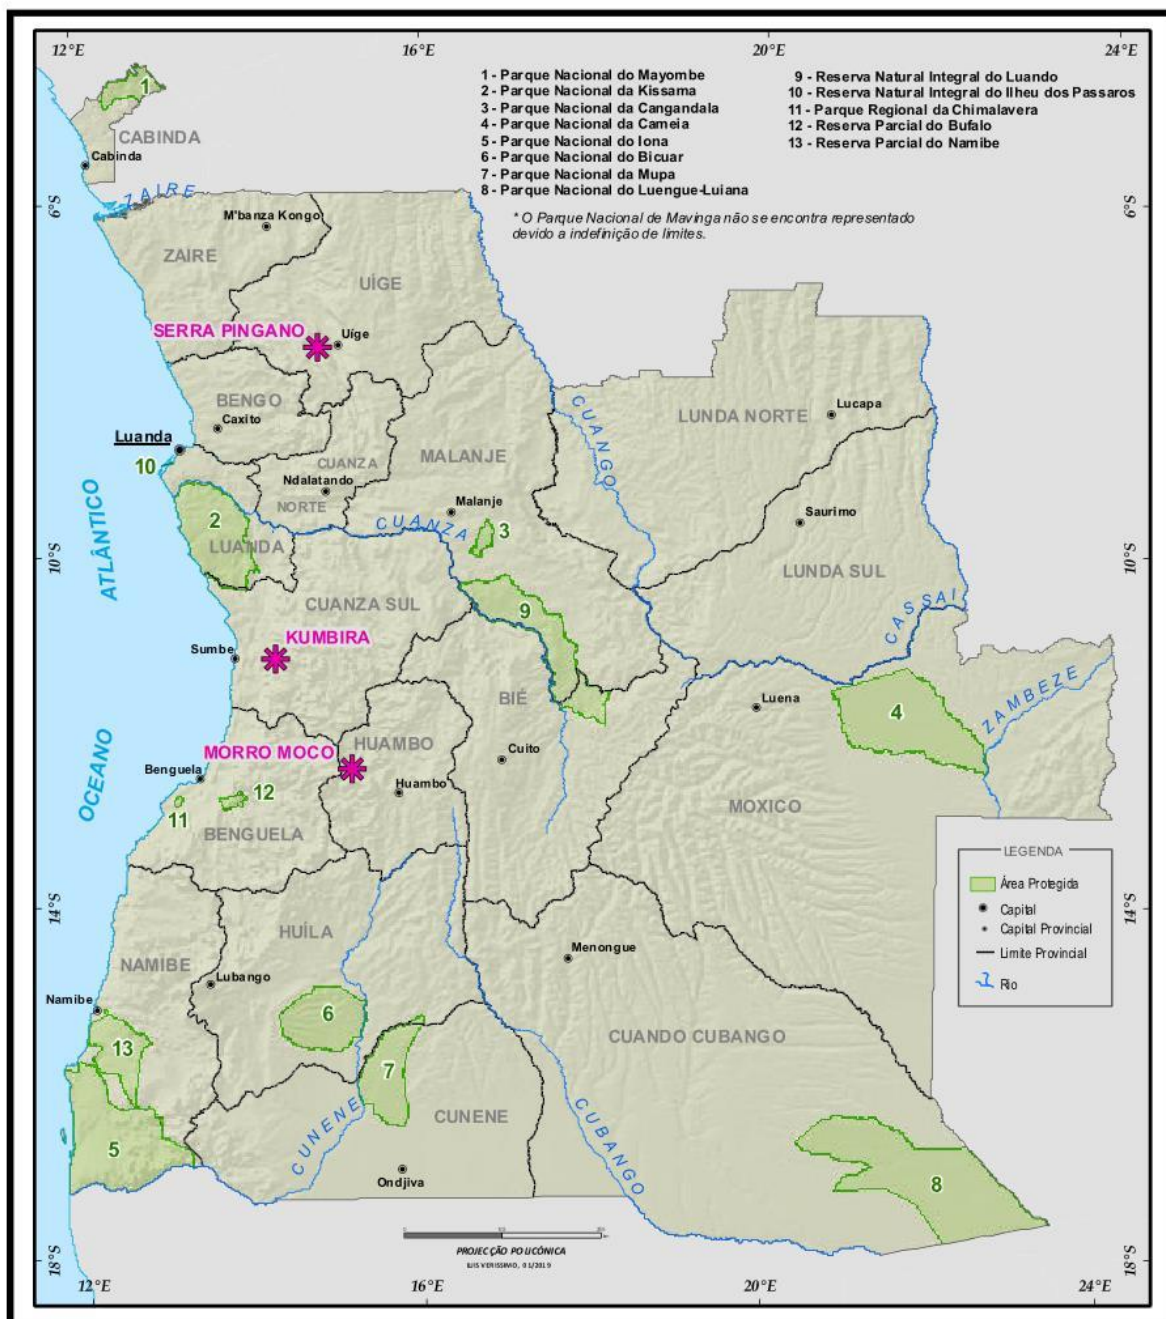 12°E 16°E 20°E 24°E
1 - Parque Nacional do Mayombe
2 - Parque Nacional da Kissama
3 - Parque Nacional da Cangandala
4 - Parque Nacional da Cameia
5 - Parque Nacional do Iona
6 - Parque Nacional do Bicuar
7 - Parque Nacional da Mupa
8 - Parque Nacional do Luengue-Luiana
9 - Reserva Natural Integral do Luando
10 - Reserva Natural Integral do Ilheu dos Passaros
11 - Parque Regional da Chimalavera
12 - Reserva Parcial do Bufalo
13 - Reserva Parcial do Namibe
* O Parque Nacional de Mavinga não se encontra representado
devido a indefinição de limites.
1
CABINDA
Cabinda
ZAIRE
6°S 6°S
M'banza Kongo
ZAIRE
UÍGE
SERRA PINGANO
Uíge
BENGO
Caxito
LUNDA NORTE
Lucapa
CUANGO
Luanda
10
CUANZA
NORTE
Ndalatando
MALANJE
Malanje
CUANZA
3
Saurimo
2
LUANDA
ATLÂNTICO
10°S 10°S
LUNDA SUL
CUANZA SUL
9
CASSAI
KUMBIRA
Sumbe
BIÉ
Luena
4
ZAMBEZE
MORRO MOCO
HUAMBO
Cuito
OCEANO
Benguela
Huambo
12
11
BENGUELA
MOXICO
LEGENDA
Área Protegida
Capital
Capital Provincial
Limite Provincial
Rio
14°S 14°S
HUÍLA
Menongue
NAMIBE
Lubango
Namibe
6
13
CUANDO CUBANGO
7
CUNENE
CUNENE
CUBANGO
5
Ondjiva
8
PROJECÇÃO POLICÓNICA
LUIS VERISSIMO, 01/2019
18°S 18°S
12°E 16°E 20°E 24°E